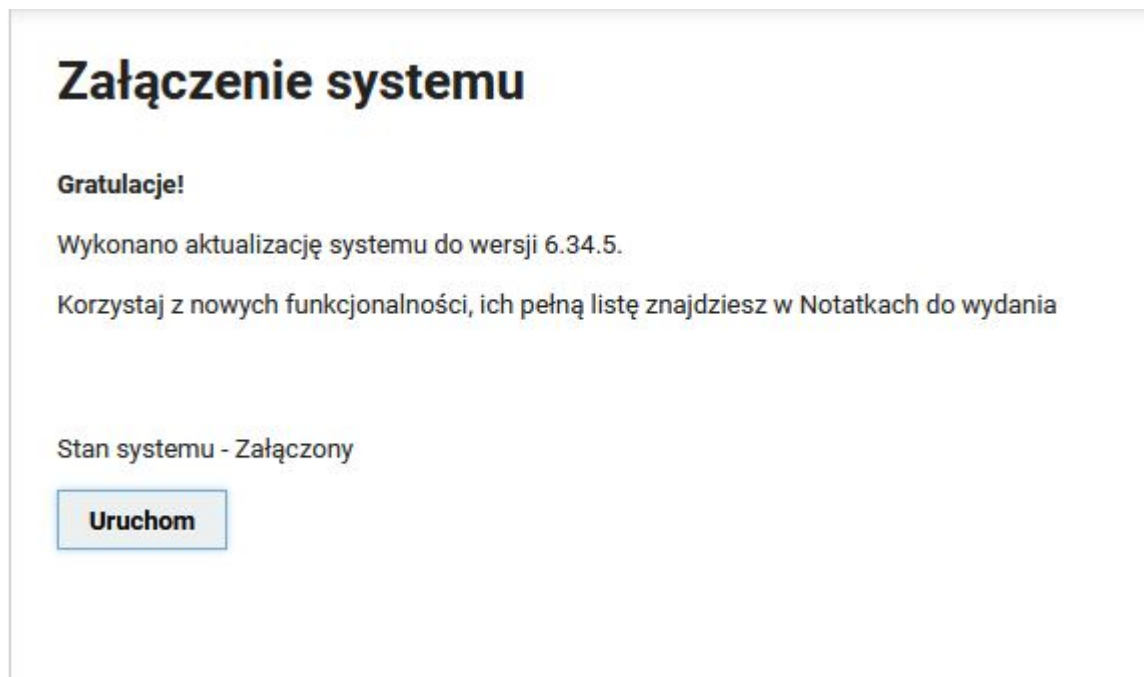 Załączenie systemu
Gratulacje!
Wykonano aktualizację systemu do wersji 6.34.5.
Korzystaj z nowych funkcjonalności, ich pełną listę znajdziesz w Notatkach do wydania
Stan systemu - Załączony
Uruchom